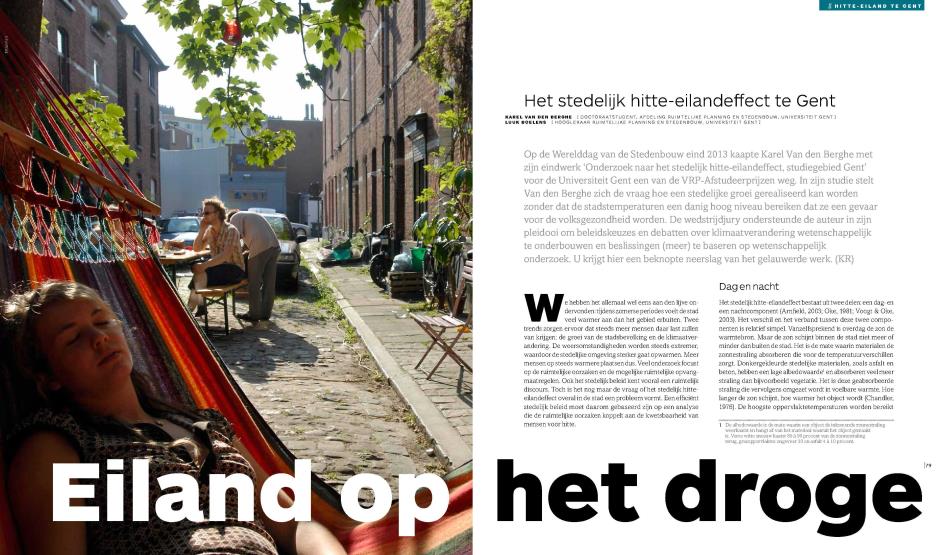 // HITTE-EILAND TE GENT
Het stedelijk hitte-eilandeffect te Gent
KAREL VAN DEN BERGHE [DOCTORAATSTUDENT, AFDELING RUIMTELIJKE PLANNING EN STEDENBOUW, UNIVERSITEIT GENT]
LUUK BOELENS [HOOGLERAAR RUIMTELIJKE PLANNING EN STEDENBOUW, UNIVERSITEIT GENT]
Op de Werelddag van de Stedenbouw eind 2013 kaapte Karel Van den Berghe met
zijn eindwerk ‘Onderzoek naar het stedelijk hitte-eilandeffect, studiegebied Gent’
voor de Universiteit Gent een van de VRP-Afstudeerprijzen weg. In zijn studie stelt
Van den Berghe zich de vraag hoe een stedelijke groei gerealiseerd kan worden
zonder dat de stadstemperaturen een danig hoog niveau bereiken dat ze een gevaar
voor de volksgezondheid worden. De wedstrijdjury ondersteunde de auteur in zijn
pleidooi om beleidskeuzes en debatten over klimaatverandering wetenschappelijk
te onderbouwen en beslissingen (meer) te baseren op wetenschappelijk
onderzoek. U krijgt hier een beknopte neerslag van het gelauwerde werk. (KR)
We hebben het allemaal wel eens aan den lijve on-
dervonden: tijdens zomerse periodes voelt de stad
veel warmer aan dan het gebied erbuiten. Twee
trends zorgen ervoor dat steeds meer mensen daar last zullen
van krijgen: de groei van de stadsbevolking en de klimaatver-
andering. De weersomstandigheden worden steeds extremer,
waardoor de stedelijke omgeving sterker gaat opwarmen. Meer
mensen op steeds warmere plaatsen dus. Veel onderzoek focust
op de ruimtelijke oorzaken en de mogelijke ruimtelijke opvang-
maatregelen. Ook het stedelijk beleid kent vooral een ruimtelijk
discours. Toch is het nog maar de vraag of het stedelijk hitte-
eilandeffect overal in de stad een probleem vormt. Een efficiënt
stedelijk beleid moet daarom gebaseerd zijn op een analyse
die de ruimtelijke oorzaken koppelt aan de kwetsbaarheid van
mensen voor hitte.
Dag en nacht
Het stedelijk hitte-eilandeffect bestaat uit twee delen: een dag- en
een nachtcomponent (Arnfield, 2003; Oke, 1981; Voogt & Oke,
2003). Het verschil en het verband tussen deze twee compo-
nenten is relatief simpel. Vanzelfsprekend is overdag de zon de
warmtebron. Maar de zon schijnt binnen de stad niet meer of
minder dan buiten de stad. Het is de mate waarin materialen de
zonnestraling absorberen die voor de temperatuurverschillen
zorgt. Donkergekleurde stedelijke materialen, zoals asfalt en
beton, hebben een lage albedowaarde¹ en absorberen veel meer
straling dan bijvoorbeeld vegetatie. Het is deze geabsorbeerde
straling die vervolgens omgezet wordt in voelbare warmte. Hoe
langer de zon schijnt, hoe warmer het object wordt (Chandler,
1976). De hoogste oppervlaktetemperaturen worden bereikt
1 De albedowaarde is de mate waarin een object de inkomende zonnestraling
weerkaatst en hangt af van het materiaal waaruit het object gemaakt
|79
Eiland op het droge